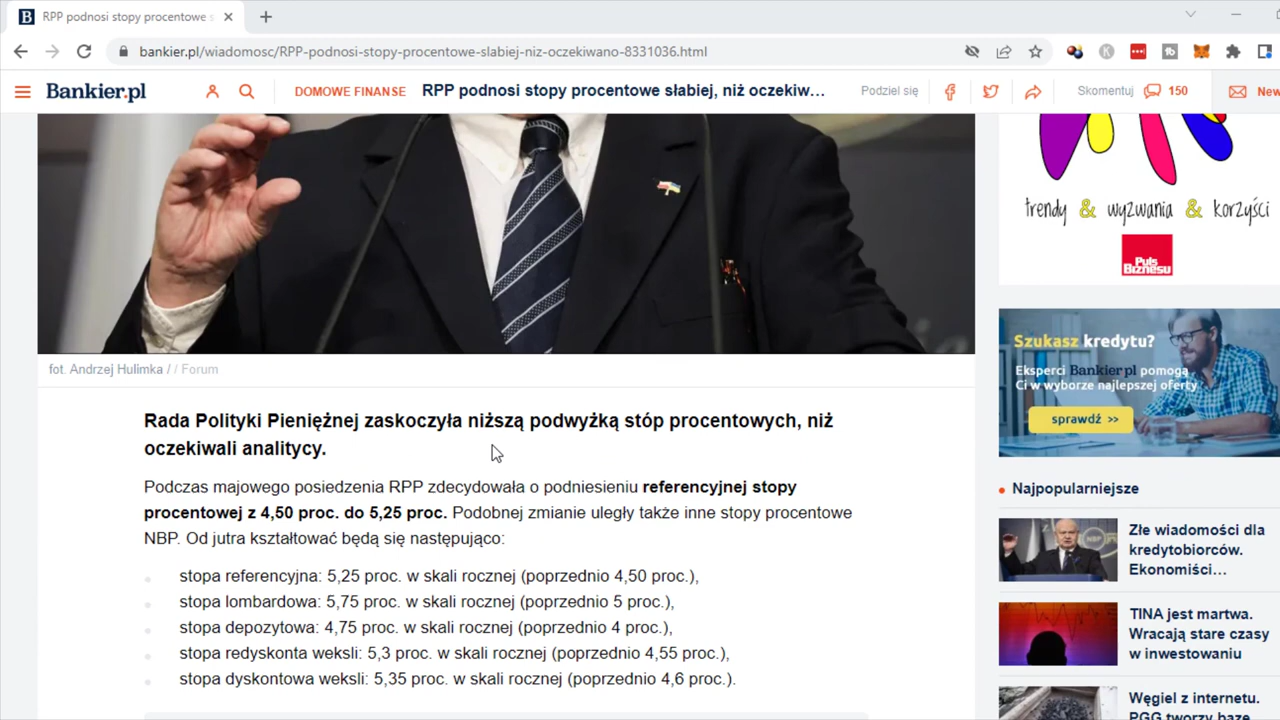 RPP podnosi stopy procentowe s
bankier.pl/wiadomosc/RPP-podnosi-stopy-procentowe-slabiej-niz-oczekiwano-8331036.html
Bankier.pl
DOMOWE FINANSE
RPP podnosi stopy procentowe słabiej, niż oczekiw...
Podziel się
Skomentuj
150
New
trendy & wyzwania & korzyści
Puls
Biznesu
fot. Andrzej Hulimka / / Forum
Szukasz kredytu?
Eksperci Bankier.pl pomogą
Ci w wyborze najlepszej oferty
sprawdź >>
Rada Polityki Pieniężnej zaskoczyła niższą podwyżką stóp procentowych, niż
oczekiwali analitycy.
Podczas majowego posiedzenia RPP zdecydowała o podniesieniu referencyjnej stopy
procentowej z 4,50 proc. do 5,25 proc. Podobnej zmianie uległy także inne stopy procentowe
NBP. Od jutra kształtować będą się następująco:
stopa referencyjna: 5,25 proc. w skali rocznej (poprzednio 4,50 proc.),
stopa lombardowa: 5,75 proc. w skali rocznej (poprzednio 5 proc.),
stopa depozytowa: 4,75 proc. w skali rocznej (poprzednio 4 proc.),
stopa redyskonta weksli: 5,3 proc. w skali rocznej (poprzednio 4,55 proc.),
stopa dyskontowa weksli: 5,35 proc. w skali rocznej (poprzednio 4,6 proc.).
Najpopularniejsze
NBP
Złe wiadomości dla
kredytobiorców.
Ekonomiści...
TINA jest martwa.
Wracają stare czasy
w inwestowaniu
Węgiel z internetu.
PGG tworzy bazę